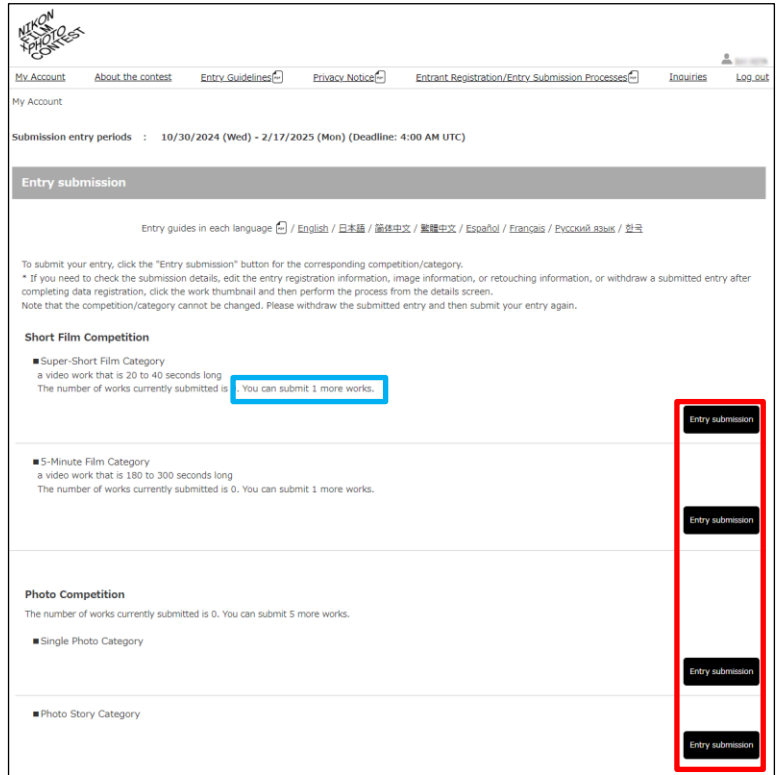 NIKON
FILM
×PHOTO
CONTEST
My Account About the contest Entry Guidelines Privacy Notice Entrant Registration/Entry Submission Processes Inquiries Log out
My Account
Submission entry periods : 10/30/2024 (Wed) - 2/17/2025 (Mon) (Deadline: 4:00 AM UTC)
Entry submission
Entry guides in each language / English / 日本語 / 简体中文 / 繁體中文 / Español / Français / Русский язык / 한국
To submit your entry, click the "Entry submission" button for the corresponding competition/category.
* If you need to check the submission details, edit the entry registration information, image information, or retouching information, or withdraw a submitted entry after
completing data registration, click the work thumbnail and then perform the process from the details screen.
Note that the competition/category cannot be changed. Please withdraw the submitted entry and then submit your entry again.
Short Film Competition
■Super-Short Film Category
a video work that is 20 to 40 seconds long
The number of works currently submitted is . You can submit 1 more works.
Entry submission
■5-Minute Film Category
a video work that is 180 to 300 seconds long
The number of works currently submitted is 0. You can submit 1 more works.
Entry submission
Photo Competition
The number of works currently submitted is 0. You can submit 5 more works.
■Single Photo Category
Entry submission
■Photo Story Category
Entry submission